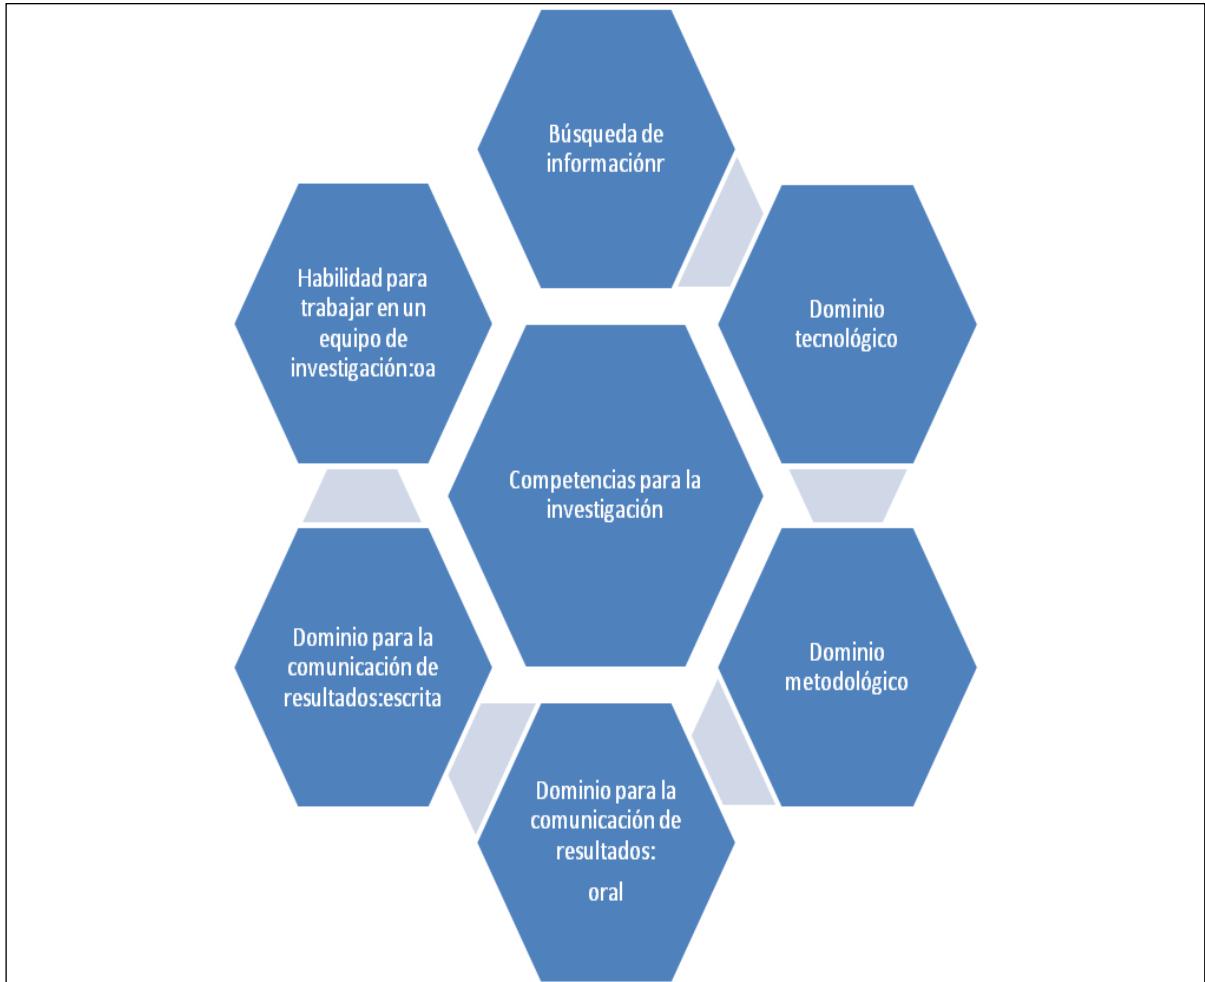 Búsqueda de
informaciónr
Habilidad para
trabajar en un
equipo de
investigación:oa
Dominio
tecnológico
Competencias para la
investigación
Dominio para la
comunicación de
resultados:escrita
Dominio
metodológico
Dominio para la
comunicación de
resultados:
oral